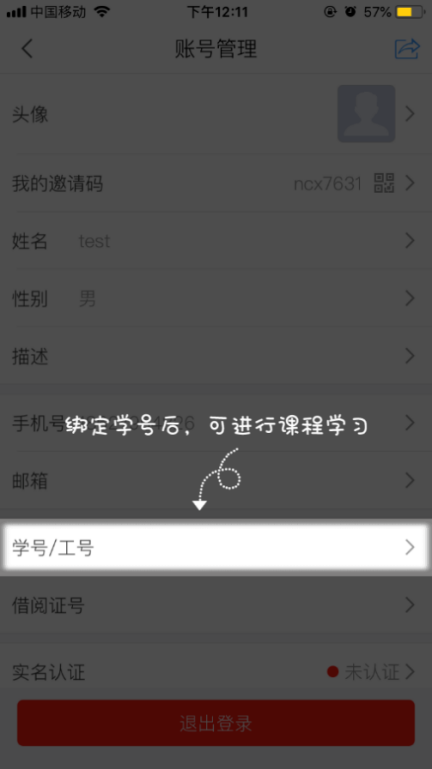 中国移动 下午12:11 57%
账号管理
头像
我的邀请码 ncx7631
姓名 test
性别 男
描述
手机号
绑定学号后，可进行课程学习
邮箱
学号/工号
借阅证号
实名认证 未认证
退出登录